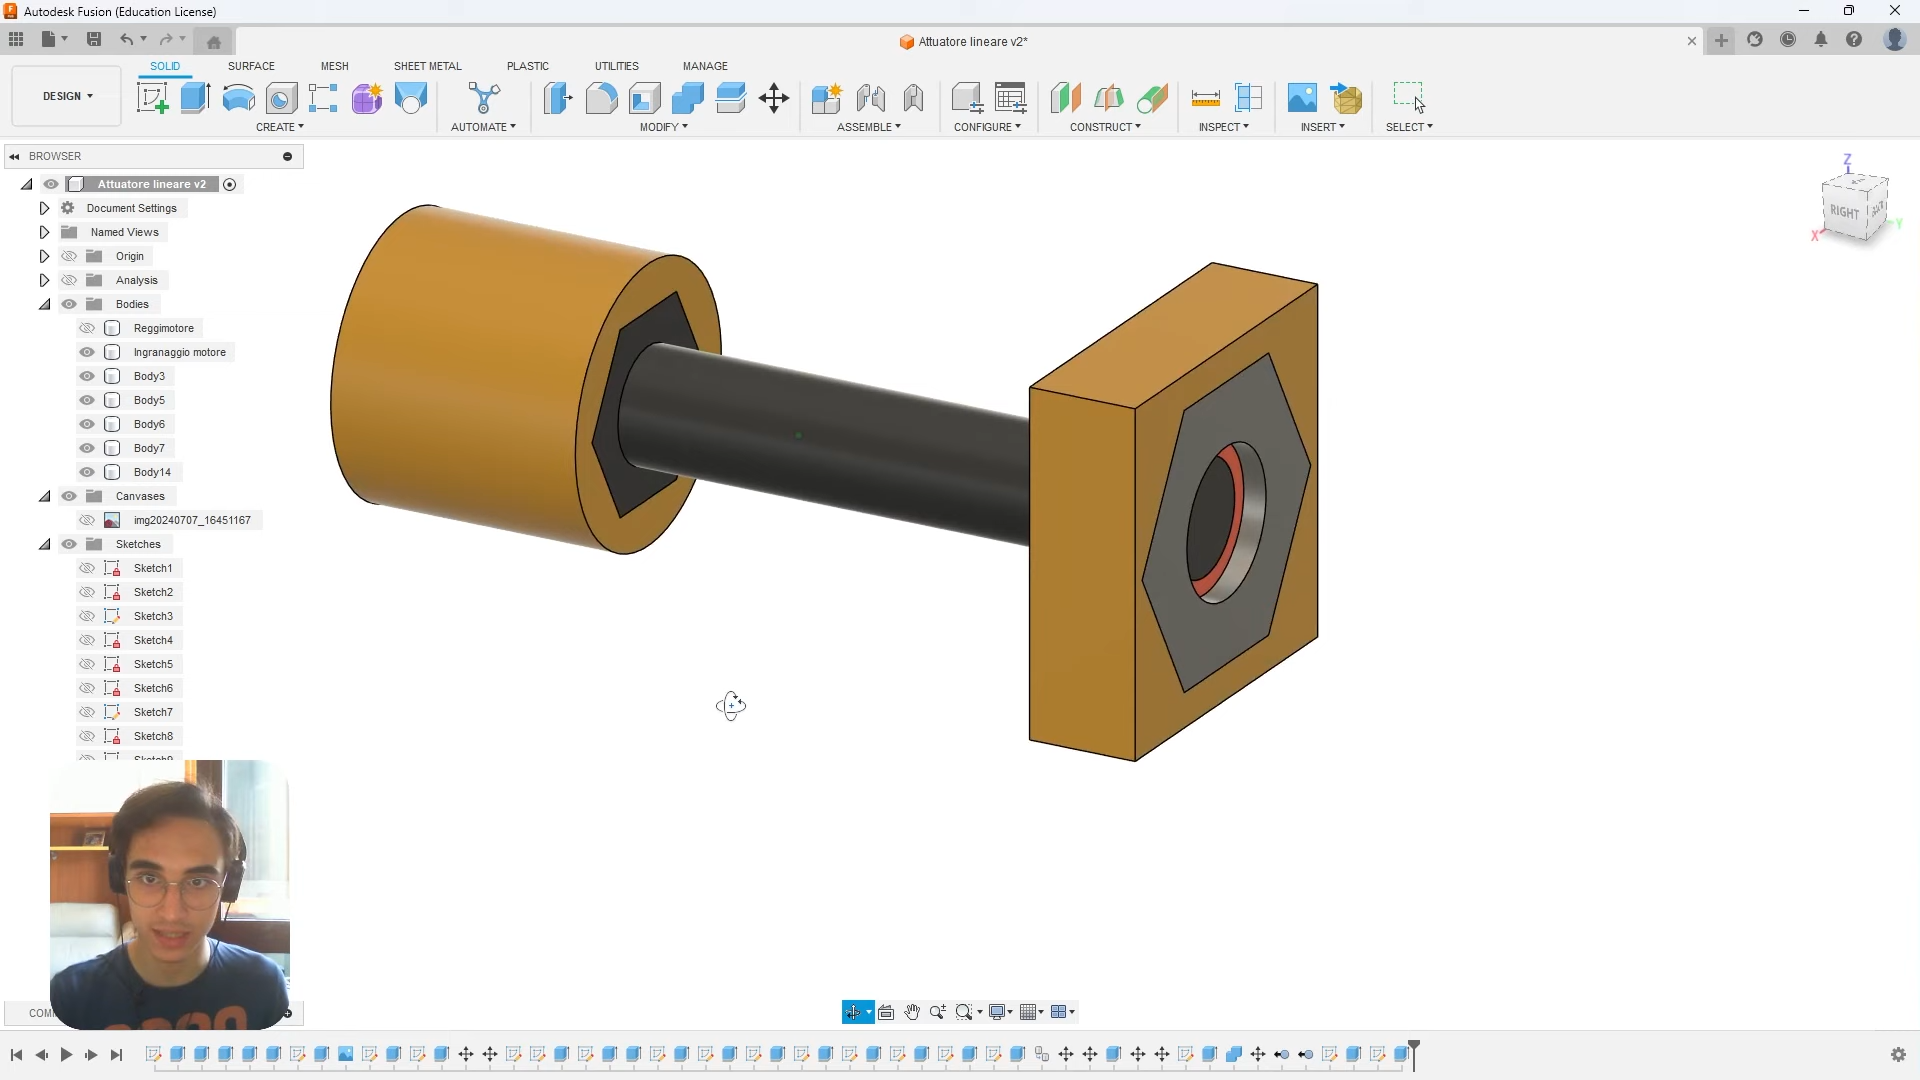 Autodesk Fusion (Education License)
Attuatore lineare v2*
SOLID SURFACE MESH SHEET METAL PLASTIC UTILITIES MANAGE
DESIGN
CREATE AUTOMATE MODIFY ASSEMBLE CONFIGURE CONSTRUCT INSPECT INSERT SELECT
BROWSER
Attuatore lineare v2
Document Settings
Named Views
Origin
Analysis
Bodies
Reggimotore
Ingranaggio motore
Body3
Body5
Body6
Body7
Body14
Canvases
img20240707_16451167
Sketches
Sketch1
Sketch2
Sketch3
Sketch4
Sketch5
Sketch6
Sketch7
Sketch8
Z
RIGHT
X
Y